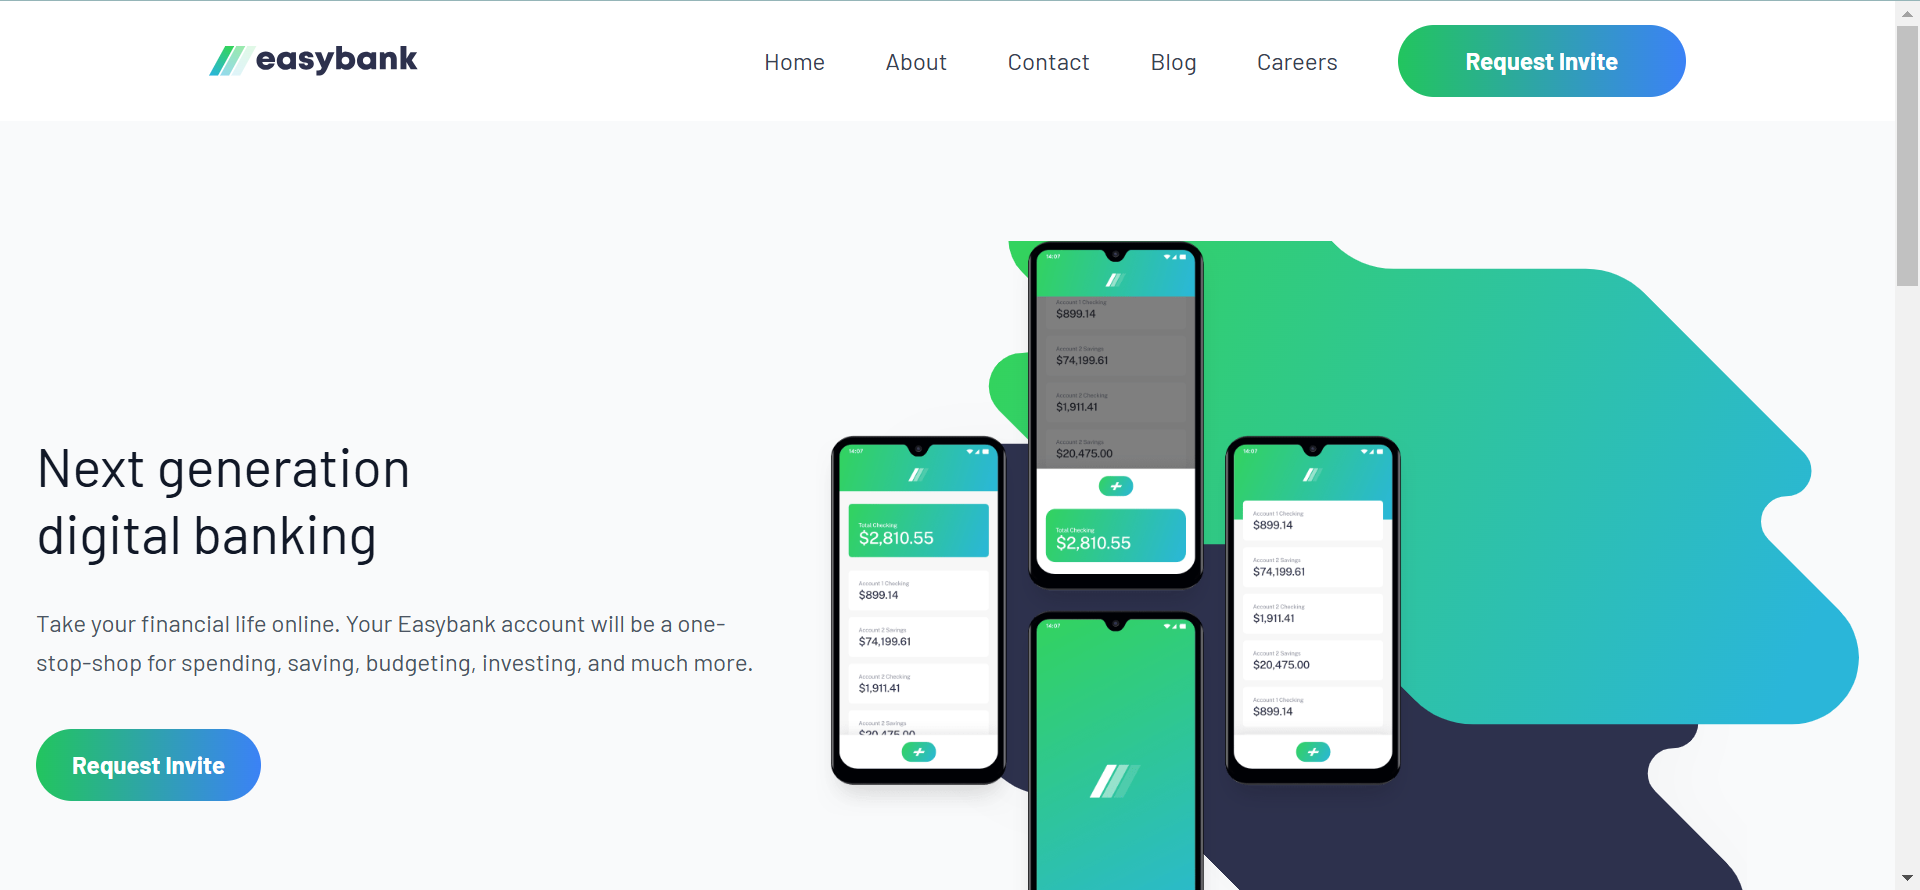 easybank
Home About Contact Blog Careers Request Invite
Next generation
digital banking
Take your financial life online. Your Easybank account will be a one-
stop-shop for spending, saving, budgeting, investing, and much more.
Request Invite
14:07
Account 1 Checking
$899.14
Account 2 Savings
$74,199.61
Account 2 Checking
$1,911.41
Account 2 Savings
$20,475.00
Total Checking
$2,810.55
14:07
Total Checking
$2,810.55
Account 1 Checking
$899.14
Account 2 Savings
$74,199.61
Account 2 Checking
$1,911.41
Account 2 Savings
$20,475.00
14:07
Account 1 Checking
$899.14
Account 2 Savings
$74,199.61
Account 2 Checking
$1,911.41
Account 2 Savings
$20,475.00
Account 1 Checking
$899.14
14:07